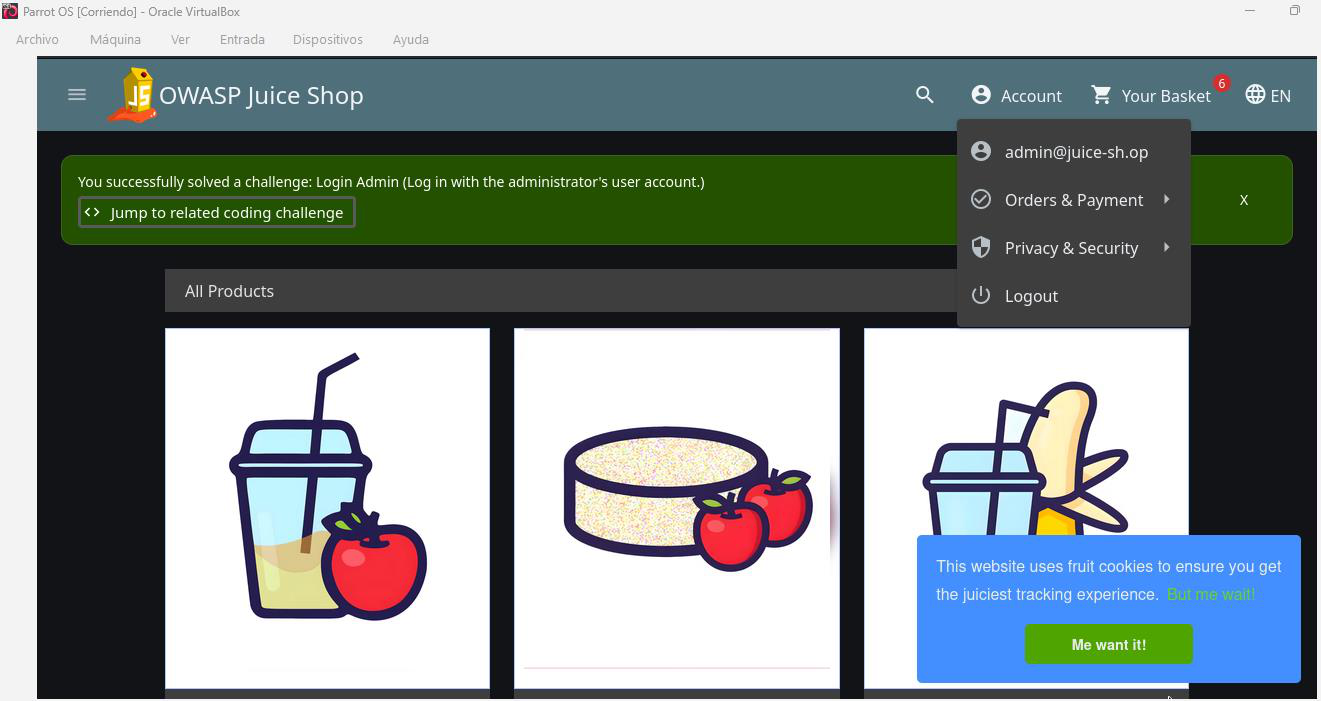 Parrot OS [Corriendo] - Oracle VirtualBox
Archivo Máquina Ver Entrada Dispositivos Ayuda
JS OWASP Juice Shop Account Your Basket 6 EN
admin@juice-sh.op
Orders & Payment
Privacy & Security
Logout
You successfully solved a challenge: Login Admin (Log in with the administrator's user account.)
<> Jump to related coding challenge
X
All Products
This website uses fruit cookies to ensure you get
the juiciest tracking experience. But me wait!
Me want it!